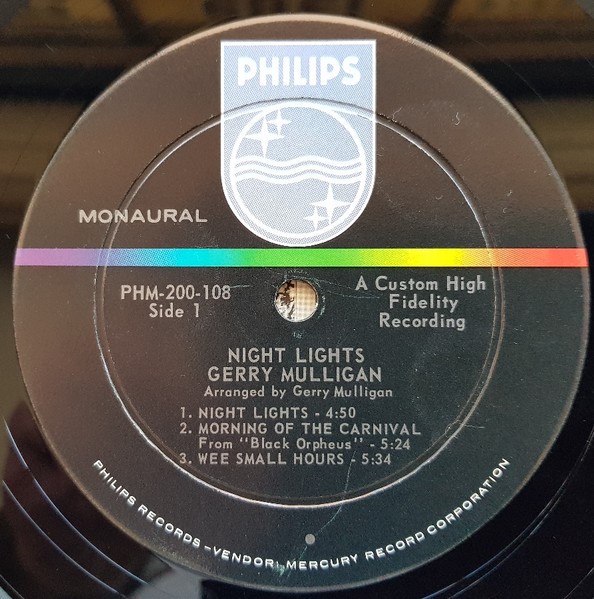 PHILIPS
MONAURAL
PHM-200-108
Side 1
A Custom High
Fidelity
Recording
NIGHT LIGHTS
GERRY MULLIGAN
Arranged by Gerry Mulligan
1. NIGHT LIGHTS - 4:50
2. MORNING OF THE CARNIVAL
From "Black Orpheus" - 5:24
3. WEE SMALL HOURS - 5:34
PHILIPS RECORDS - VENDOR: MERCURY RECORD CORPORATION